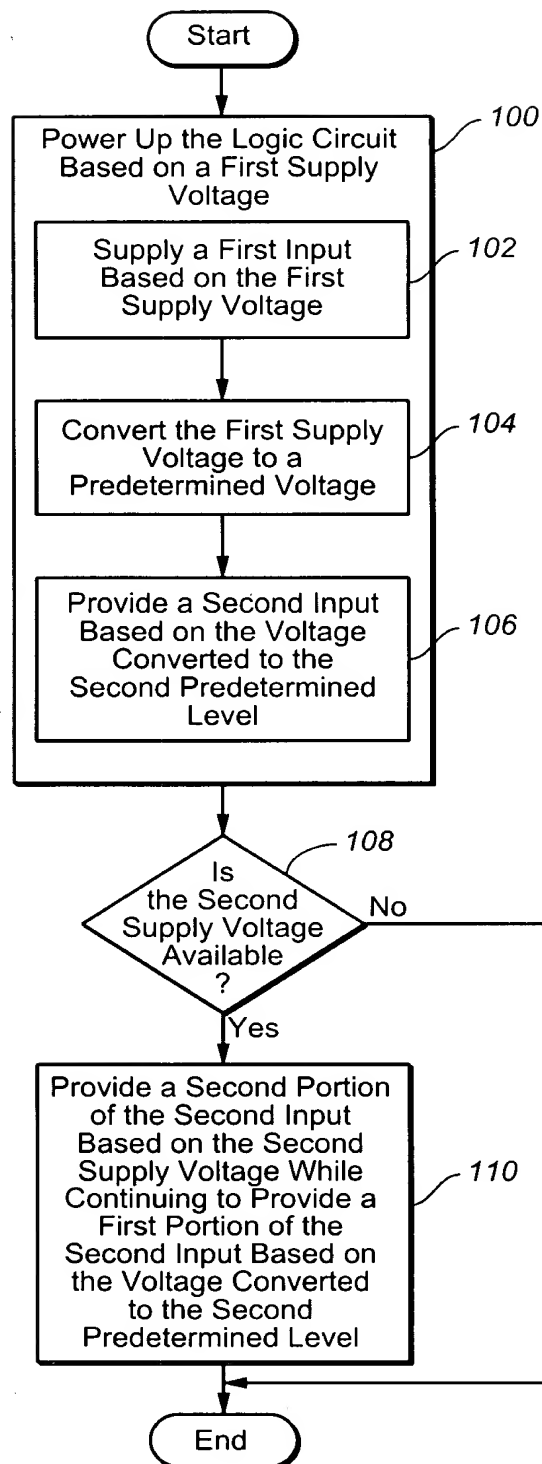 Start
Power Up the Logic Circuit
Based on a First Supply
Voltage
100
Supply a First Input
Based on the First
Supply Voltage
102
Convert the First Supply
Voltage to a
Predetermined Voltage
104
Provide a Second Input
Based on the Voltage
Converted to the
Second Predetermined
Level
106
108
Is
the Second
Supply Voltage
Available
?
No
Yes
Provide a Second Portion
of the Second Input
Based on the Second
Supply Voltage While
Continuing to Provide a
First Portion of the
Second Input Based on
the Voltage Converted
to the Second
Predetermined Level
110
End